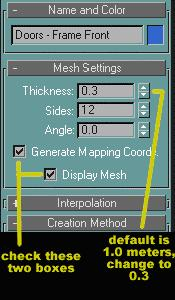 - Name and Color
Doors - Frame Front
- Mesh Settings
Thickness: 0.3
Sides: 12
Angle: 0.0
Generate Mapping Coords.
Display Mesh
+ Interpolation
- Creation Method
check these
two boxes
default is
1.0 meters,
change to
0.3